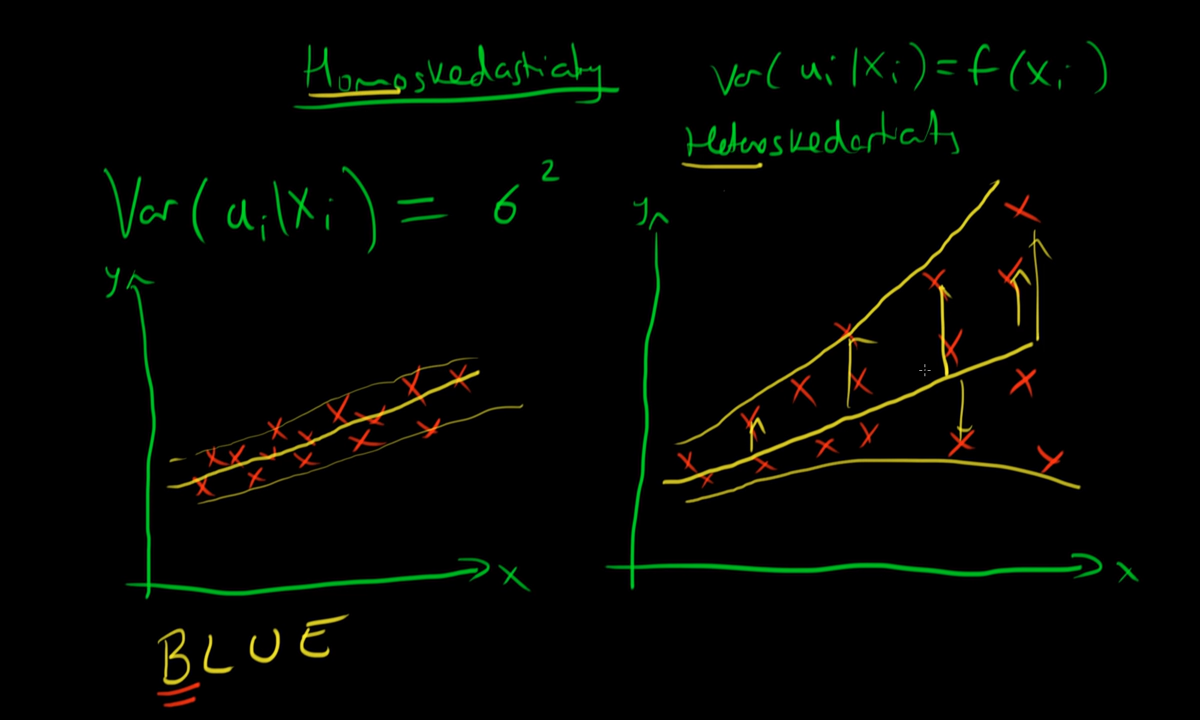 Homoskedasticity
Var(ui|Xi) = f(Xi)
Heteroskedasticity
Var(ui|Xi) = σ²
y
x
y
x
BLUE